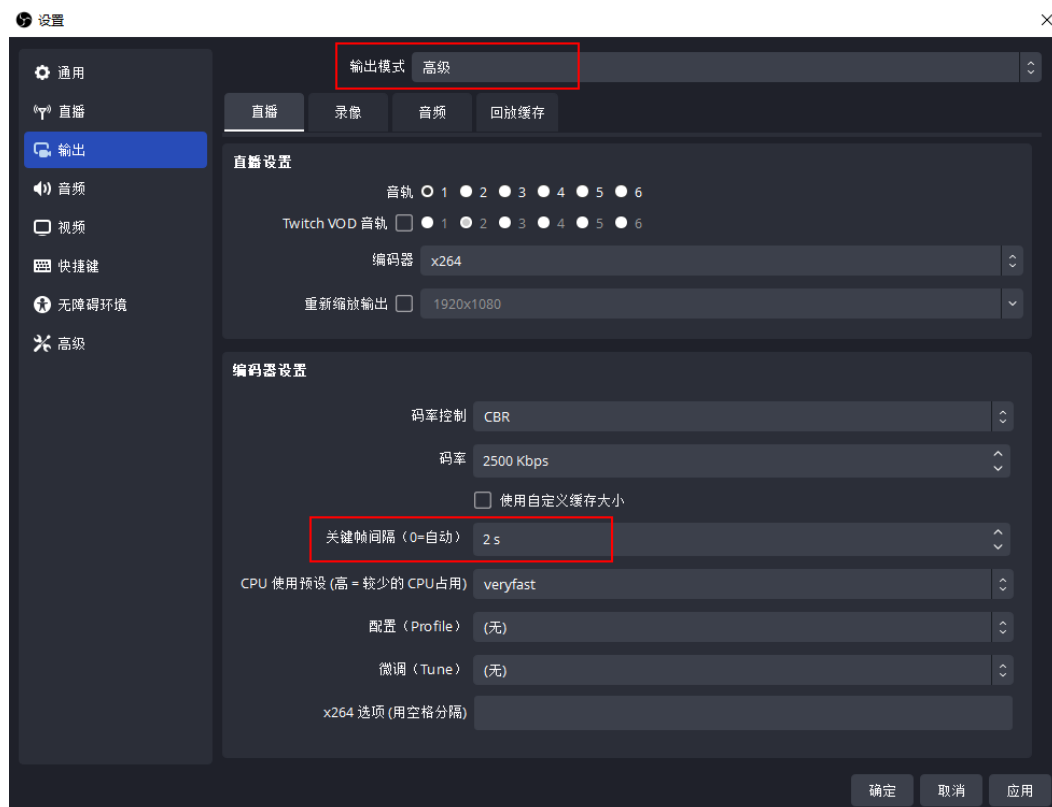 设置
通用
直播
输出
音频
视频
快捷键
无障碍环境
高级
输出模式 高级
直播 录像 音频 回放缓存
直播设置
音轨 1 2 3 4 5 6
Twitch VOD 音轨 1 2 3 4 5 6
编码器 x264
重新缩放输出 1920x1080
编码器设置
码率控制 CBR
码率 2500 Kbps
使用自定义缓存大小
关键帧间隔（0=自动） 2 s
CPU 使用预设 (高 = 较少的 CPU占用) veryfast
配置（Profile） (无)
微调（Tune） (无)
x264 选项 (用空格分隔)
确定 取消 应用